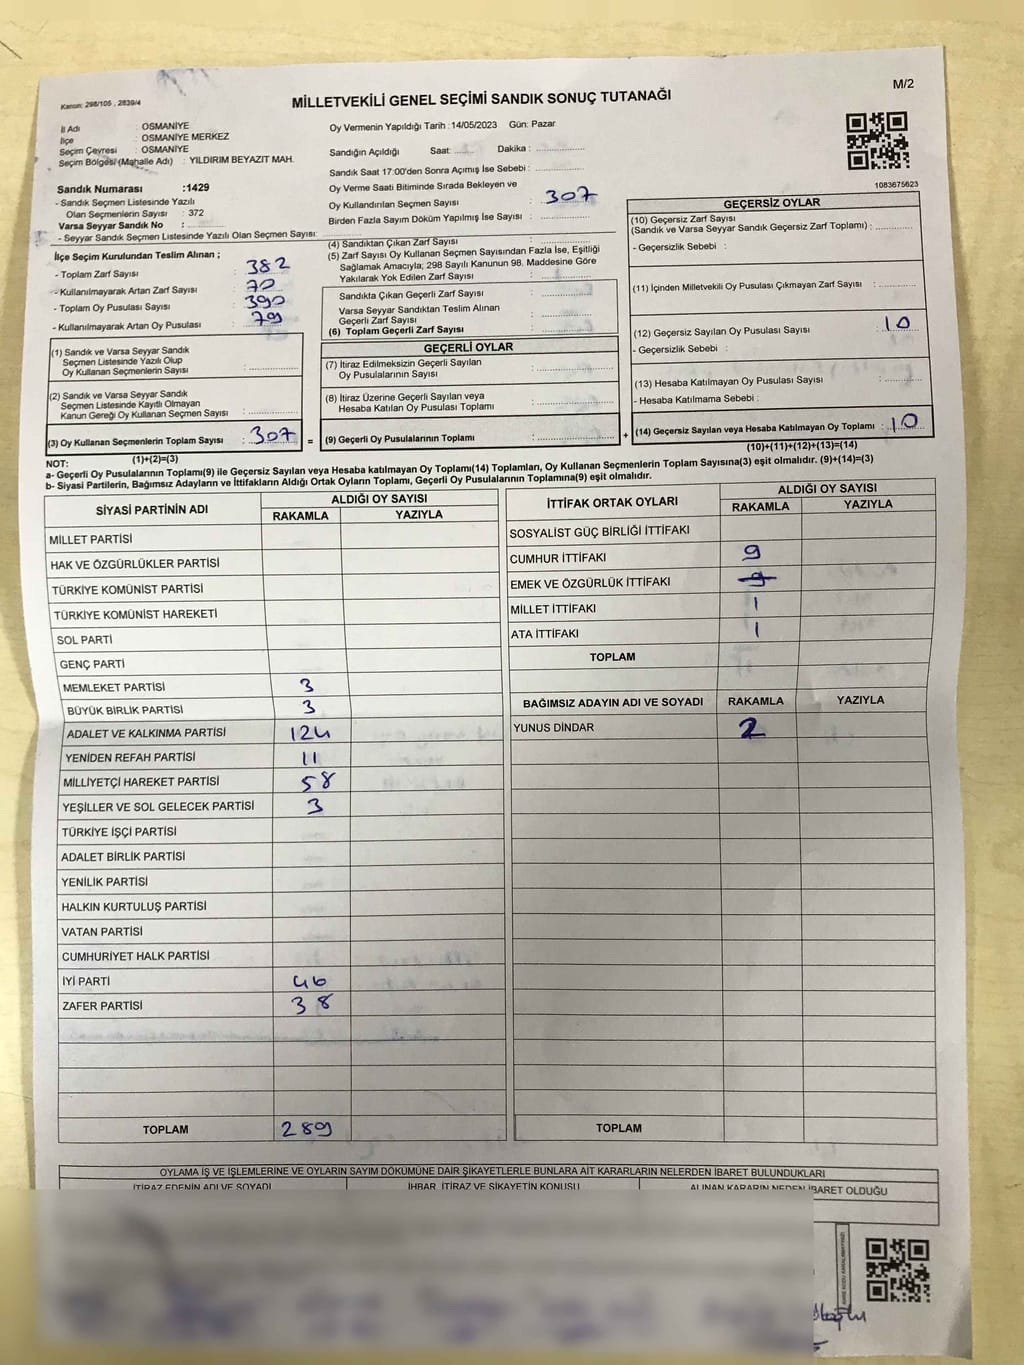 M/2
Kanun: 298/105 , 2839/4
MİLLETVEKİLİ GENEL SEÇİMİ SANDIK SONUÇ TUTANAĞI
İl Adı : OSMANİYE
İlçe : OSMANİYE MERKEZ
Seçim Çevresi : OSMANİYE
Seçim Bölgesi (Mahalle Adı) : YILDIRIM BEYAZIT MAH.
Sandık Numarası :1429
- Sandık Seçmen Listesinde Yazılı
Olan Seçmenlerin Sayısı : 372
Varsa Seyyar Sandık No :
- Seyyar Sandık Seçmen Listesinde Yazılı Olan Seçmen Sayısı:
Oy Vermenin Yapıldığı Tarih :14/05/2023 Gün: Pazar
Sandığın Açıldığı Saat: Dakika :
Sandık Saat 17:00'den Sonra Açımış İse Sebebi :
Oy Verme Saati Bitiminde Sırada Bekleyen ve
Oy Kullandırılan Seçmen Sayısı : 307
Birden Fazla Sayım Döküm Yapılmış İse Sayısı :
1083675623
İlçe Seçim Kurulundan Teslim Alınan ;
- Toplam Zarf Sayısı : 382
- Kullanılmayarak Artan Zarf Sayısı : 70
- Toplam Oy Pusulası Sayısı : 390
- Kullanılmayarak Artan Oy Pusulası : 79
(1) Sandık ve Varsa Seyyar Sandık
Seçmen Listesinde Yazılı Olup
Oy Kullanan Seçmenlerin Sayısı :
(2) Sandık ve Varsa Seyyar Sandık
Seçmen Listesinde Kayıtlı Olmayan
Kanun Gereği Oy Kullanan Seçmen Sayısı :
(3) Oy Kullanan Seçmenlerin Toplam Sayısı : 307 =
(1)+(2)=(3)
(4) Sandıktan Çıkan Zarf Sayısı :
(5) Zarf Sayısı Oy Kullanan Seçmen Sayısından Fazla İse, Eşitliği
Sağlamak Amacıyla, 298 Sayılı Kanunun 98. Maddesine Göre
Yakılarak Yok Edilen Zarf Sayısı :
Sandıkta Çıkan Geçerli Zarf Sayısı :
Varsa Seyyar Sandıktan Teslim Alınan
Geçerli Zarf Sayısı :
(6) Toplam Geçerli Zarf Sayısı :
GEÇERLİ OYLAR
(7) İtiraz Edilmeksizin Geçerli Sayılan
Oy Pusulalarının Sayısı :
(8) İtiraz Üzerine Geçerli Sayılan veya
Hesaba Katılan Oy Pusulası Toplamı :
(9) Geçerli Oy Pusulalarının Toplamı : +
GEÇERSİZ OYLAR
(10) Geçersiz Zarf Sayısı
(Sandık ve Varsa Seyyar Sandık Geçersiz Zarf Toplamı) :
- Geçersizlik Sebebi :
(11) İçinden Milletvekili Oy Pusulası Çıkmayan Zarf Sayısı :
(12) Geçersiz Sayılan Oy Pusulası Sayısı : 10
- Geçersizlik Sebebi :
(13) Hesaba Katılmayan Oy Pusulası Sayısı :
- Hesaba Katılmama Sebebi :
(14) Geçersiz Sayılan veya Hesaba Katılmayan Oy Toplamı : 10
(10)+(11)+(12)+(13)=(14)
NOT:
a- Geçerli Oy Pusulalarının Toplamı(9) ile Geçersiz Sayılan veya Hesaba katılmayan Oy Toplamı(14) Toplamları, Oy Kullanan Seçmenlerin Toplam Sayısına(3) eşit olmalıdır. (9)+(14)=(3)
b- Siyasi Partilerin, Bağımsız Adayların ve İttifakların Aldığı Ortak Oyların Toplamı, Geçerli Oy Pusulalarının Toplamına(9) eşit olmalıdır.
SİYASİ PARTİNİN ADI ALDIĞI OY SAYISI
RAKAMLA YAZIYLA
MİLLET PARTİSİ
HAK VE ÖZGÜRLÜKLER PARTİSİ
TÜRKİYE KOMÜNİST PARTİSİ
TÜRKİYE KOMÜNİST HAREKETİ
SOL PARTİ
GENÇ PARTİ
MEMLEKET PARTİSİ 3
BÜYÜK BİRLİK PARTİSİ 3
ADALET VE KALKINMA PARTİSİ 124
YENİDEN REFAH PARTİSİ 11
MİLLİYETÇİ HAREKET PARTİSİ 58
YEŞİLLER VE SOL GELECEK PARTİSİ 3
TÜRKİYE İŞÇİ PARTİSİ
ADALET BİRLİK PARTİSİ
YENİLİK PARTİSİ
HALKIN KURTULUŞ PARTİSİ
VATAN PARTİSİ
CUMHURİYET HALK PARTİSİ
İYİ PARTİ 46
ZAFER PARTİSİ 38
TOPLAM 289
İTTİFAK ORTAK OYLARI ALDIĞI OY SAYISI
RAKAMLA YAZIYLA
SOSYALİST GÜÇ BİRLİĞİ İTTİFAKI
CUMHUR İTTİFAKI 9
EMEK VE ÖZGÜRLÜK İTTİFAKI 9
MİLLET İTTİFAKI 1
ATA İTTİFAKI 1
TOPLAM
BAĞIMSIZ ADAYIN ADI VE SOYADI RAKAMLA YAZIYLA
YUNUS DİNDAR 2
TOPLAM
OYLAMA İŞ VE İŞLEMLERİNE VE OYLARIN SAYIM DÖKÜMÜNE DAİR ŞİKAYETLERLE BUNLARA AİT KARARLARIN NELERDEN İBARET BULUNDUKLARI
İTİRAZ EDENİN ADI VE SOYADI İHBAR, İTİRAZ VE ŞİKAYETİN KONUSU ALINAN KARARIN NEDEN İBARET OLDUĞU